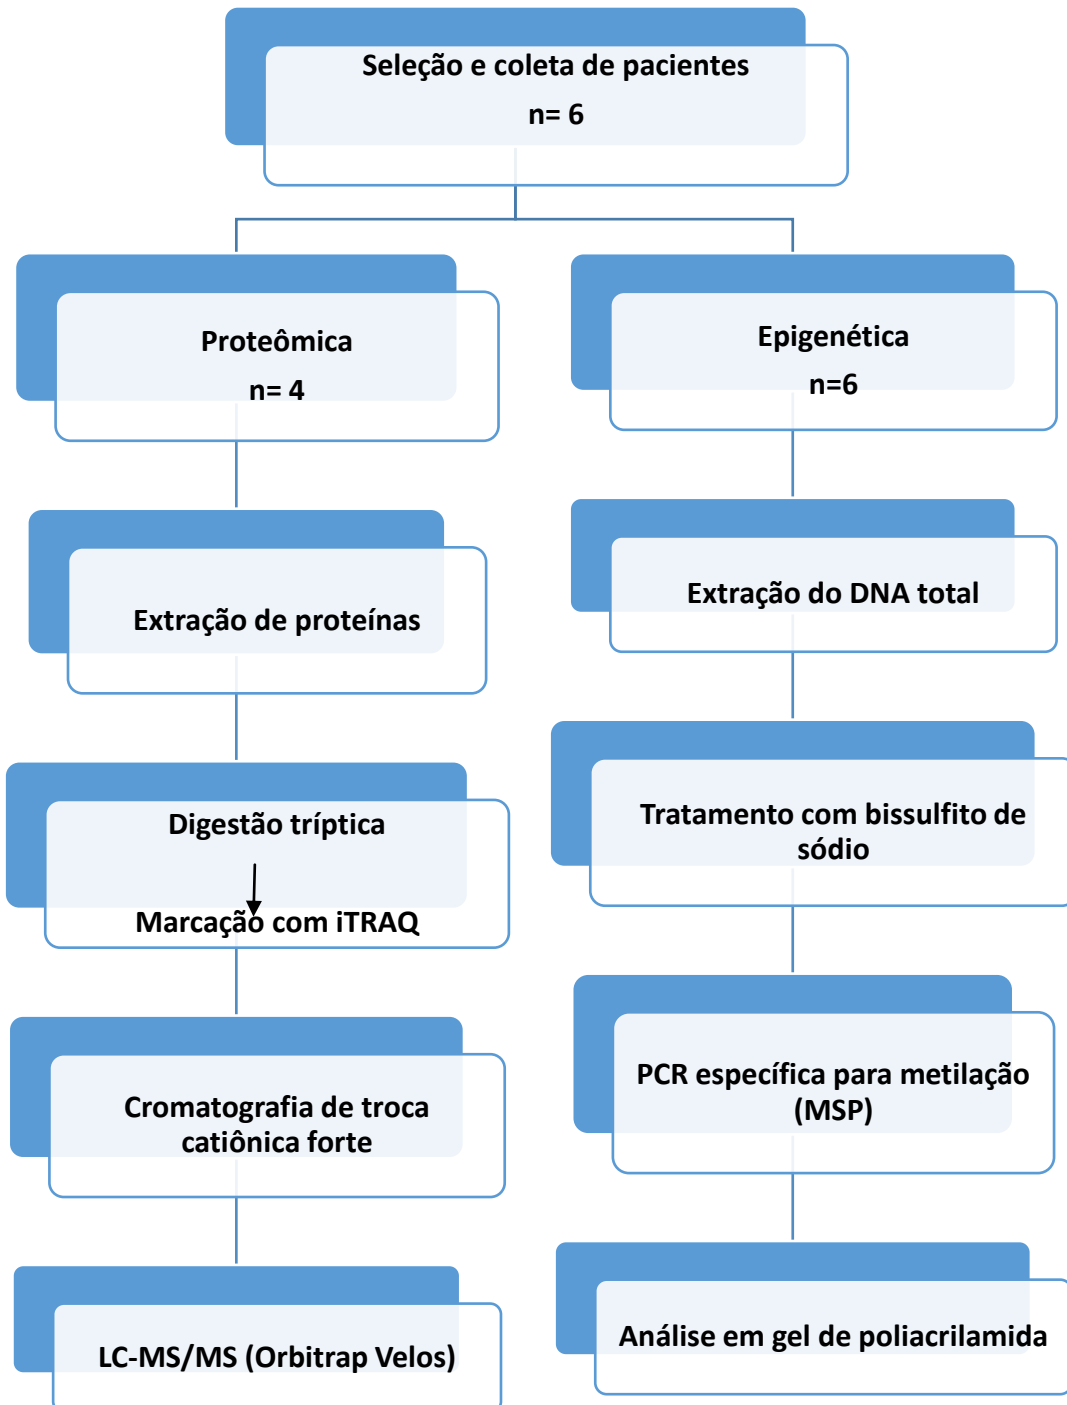 Seleção e coleta de pacientes
n= 6
Proteômica
n= 4
Extração de proteínas
Digestão tríptica
Marcação com iTRAQ
Cromatografia de troca
catiônica forte
LC-MS/MS (Orbitrap Velos)
Epigenética
n=6
Extração do DNA total
Tratamento com bissulfito de
sódio
PCR específica para metilação
(MSP)
Análise em gel de poliacrilamida